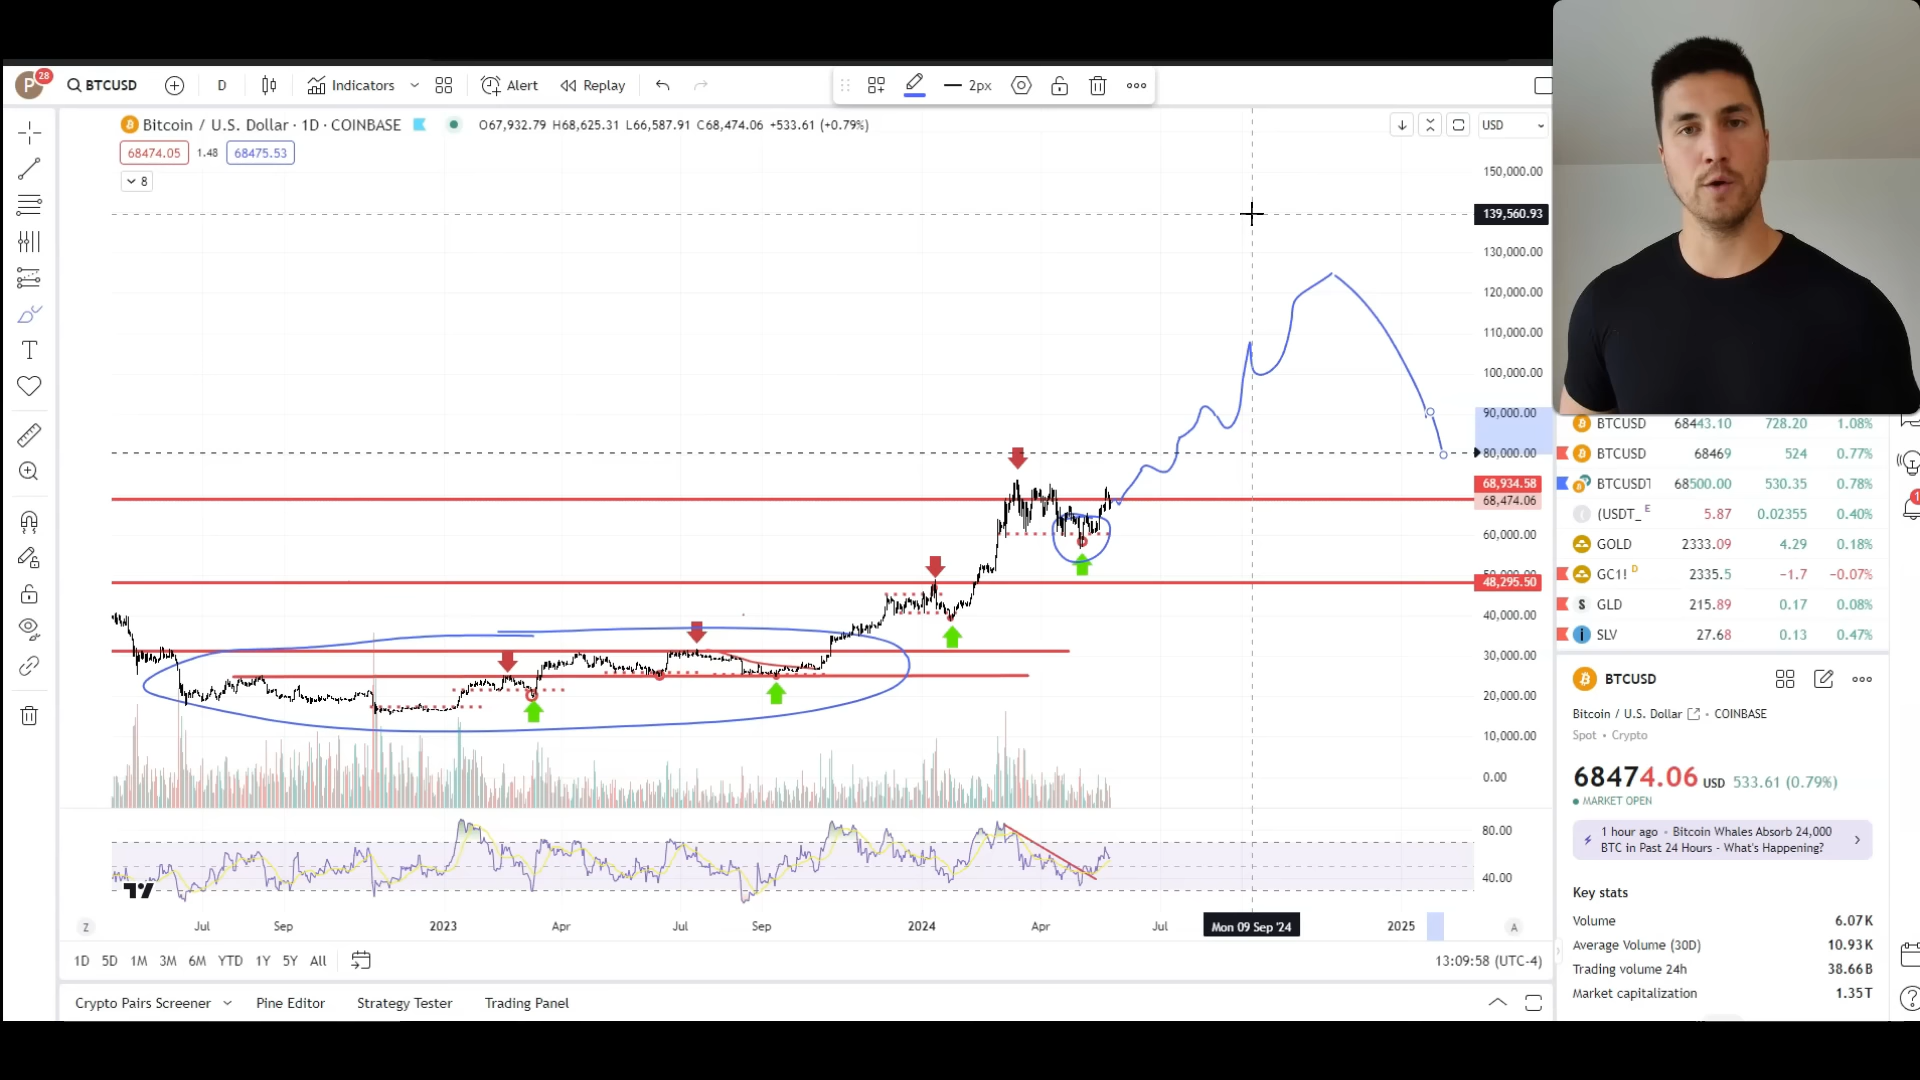 P 28 BTCUSD D Indicators Alert Replay 2px
Bitcoin / U.S. Dollar · 1D · COINBASE O67,932.79 H68,625.31 L66,587.91 C68,474.06 +533.61 (+0.79%)
USD
68474.05 1.48 68475.53
8
150,000.00
139,560.93
130,000.00
120,000.00
110,000.00
100,000.00
90,000.00
80,000.00
68,934.58
68,474.06
60,000.00
48,295.50
40,000.00
30,000.00
20,000.00
10,000.00
0.00
80.00
40.00
Z Jul Sep 2023 Apr Jul Sep 2024 Apr Jul Mon 09 Sep '24 2025 A
1D 5D 1M 3M 6M YTD 1Y 5Y All 13:09:58 (UTC-4)
Crypto Pairs Screener Pine Editor Strategy Tester Trading Panel
BTCUSD 68443.10 728.20 1.08%
BTCUSD 68469 524 0.77%
BTCUSDT 68500.00 530.35 0.78%
(USDT_ E 5.87 0.02355 0.40%
GOLD 2333.09 4.29 0.18%
GC1! D 2335.5 −1.7 −0.07%
S GLD 215.89 0.17 0.08%
SLV 27.68 0.13 0.47%
BTCUSD
Bitcoin / U.S. Dollar • COINBASE
Spot • Crypto
68474.06 USD 533.61 (0.79%)
MARKET OPEN
1 hour ago • Bitcoin Whales Absorb 24,000
BTC in Past 24 Hours - What's Happening?
Key stats
Volume 6.07K
Average Volume (30D) 10.93K
Trading volume 24h 38.66B
Market capitalization 1.35T